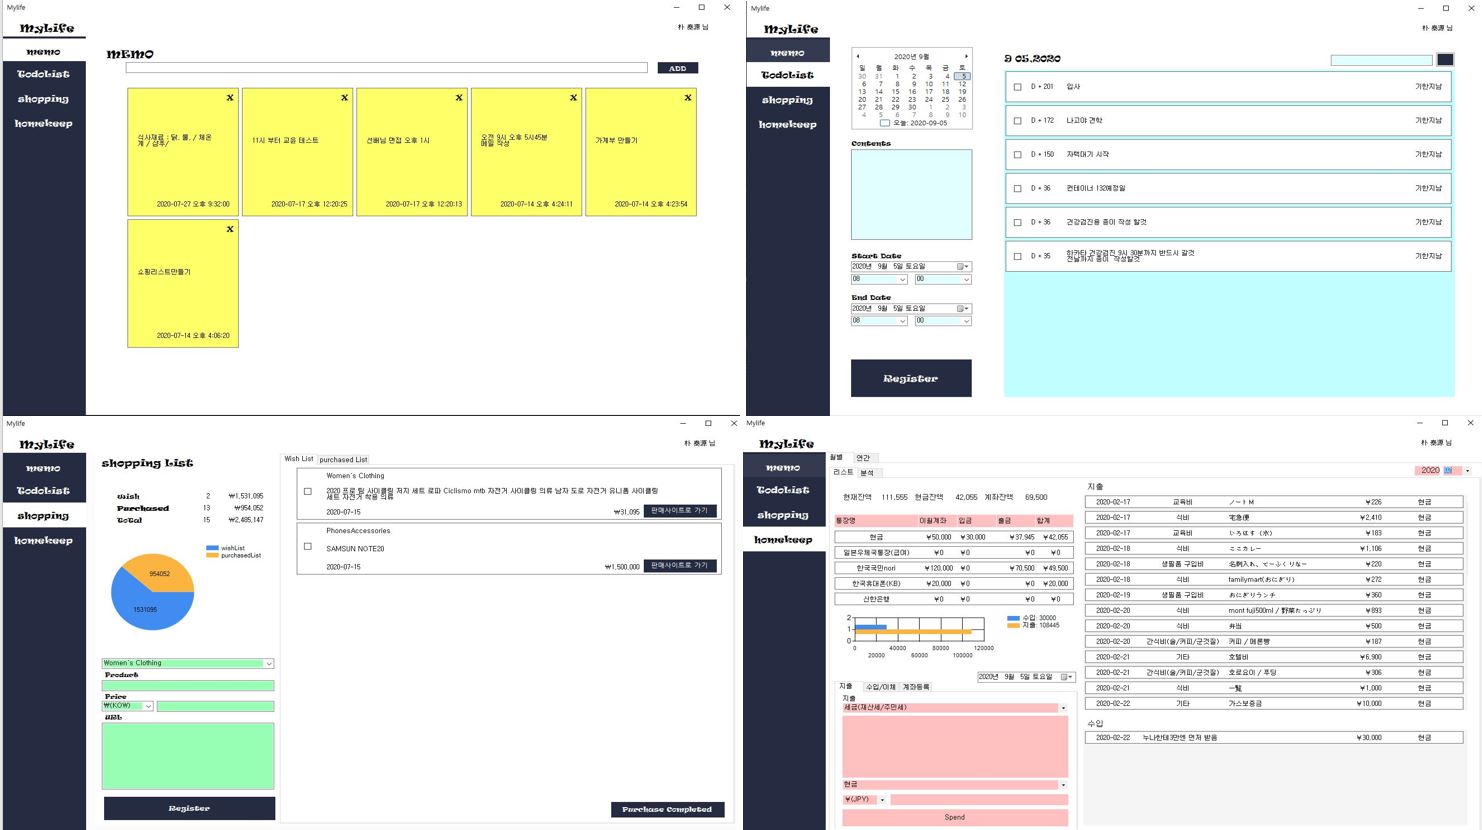 Mylife
朴 奏源 님
MyLife
memo
TodoList
shopping
homekeep
MEMO
ADD
X
X
X
X
X
식사재료 : 닭, 물, / 채온
계 / 상추/
11시 부터 교육 테스트
선배님 면접 오후 1시
오전 9시 오후 5시45분
메일 작성
가계부 만들기
2020-07-27 오후 9:32:00
2020-07-17 오후 12:20:25
2020-07-17 오후 12:20:13
2020-07-14 오후 4:24:11
2020-07-14 오후 4:23:54
X
쇼핑리스트만들기
2020-07-14 오후 4:06:20
Mylife
朴 奏源 님
MyLife
memo
TodoList
shopping
homekeep
2020년 9월
일 월 화 수 목 금 토
30 31 1 2 3 4 5
6 7 8 9 10 11 12
13 14 15 16 17 18 19
20 21 22 23 24 25 26
27 28 29 30 1 2 3
4 5 6 7 8 9 10
오늘: 2020-09-05
Contents
Start Date
2020년 9월 5일 토요일
08 00
End Date
2020년 9월 5일 토요일
08 00
Register
9 05,2020
D + 201 입사 기한지남
D + 172 나고야 견학 기한지남
D + 150 자택대기 시작 기한지남
D + 36 컨테이너 132예정일 기한지남
D + 36 건강검진용 종이 작성 할것 기한지남
D + 35 하카타 건강검진 9시 30분까지 반드시 갈것
전날까지 종이 작성할것 기한지남
Mylife
朴 奏源 님
MyLife
memo
TodoList
shopping
homekeep
shopping List
wish 2 ₩1,531,095
Purchased 13 ₩954,052
Total 15 ₩2,485,147
wishList
purchasedList
954052
1531095
Women`s Clothing
Product
Price
₩(KOW)
URL
Register
Wish List purchased List
Women`s Clothing
2020 프로 팀 사이클링 저지 세트 로파 Ciclismo mtb 자전거 사이클링 의류 남자 도로 자전거 유니폼 사이클링
세트 자전거 착용 의류
2020-07-15 ₩31,095 판매사이트로 가기
PhonesAccessories
SAMSUN NOTE20
2020-07-15 ₩1,500,000 판매사이트로 가기
Purchase Completed
Mylife
朴 奏源 님
MyLife
memo
TodoList
shopping
homekeep
월별 연간
리스트 분석
2020
현재잔액 111,555 현금잔액 42,055 계좌잔액 69,500
통장명 이월계좌 입금 출금 합계
현금 ¥50,000 ¥30,000 ¥37,945 ¥42,055
일본우체국통장(급여) ¥0 ¥0 ¥0 ¥0
한국국민nori ¥120,000 ¥0 ¥70,500 ¥49,500
한국휴대폰(KB) ¥20,000 ¥0 ¥0 ¥20,000
신한은행 ¥0 ¥0 ¥0 ¥0
2
1
0
0 40000 80000 120000
20000 60000 100000
수입: 30000
지출: 108445
2020년 9월 5일 토요일
지출 수입/이체 계좌등록
지출
세금(재산세/주민세)
현금
¥(JPY)
Spend
지출
2020-02-17 교육비 ノートM ¥226 현금
2020-02-17 식비 宅急便 ¥2,410 현금
2020-02-17 교육비 いろはす (水) ¥183 현금
2020-02-18 식비 ここカレー ¥1,106 현금
2020-02-18 생필품 구입비 名刺入れ、てーぷくりなー ¥220 현금
2020-02-18 식비 familymart(おにぎり) ¥272 현금
2020-02-19 생필품 구입비 おにぎりランチ ¥360 현금
2020-02-20 식비 mont fuji500ml / 野菜たっぷり ¥893 현금
2020-02-20 식비 弁当 ¥500 현금
2020-02-20 간식비(술/커피/군것질) 커피 / 메론빵 ¥187 현금
2020-02-21 기타 호텔비 ¥6,900 현금
2020-02-21 간식비(술/커피/군것질) 호로요이 / 푸딩 ¥306 현금
2020-02-21 식비 一覧 ¥1,000 현금
2020-02-22 기타 가스보증금 ¥10,000 현금
수입
2020-02-22 누나한테3만엔 먼저 받음 ¥30,000 현금